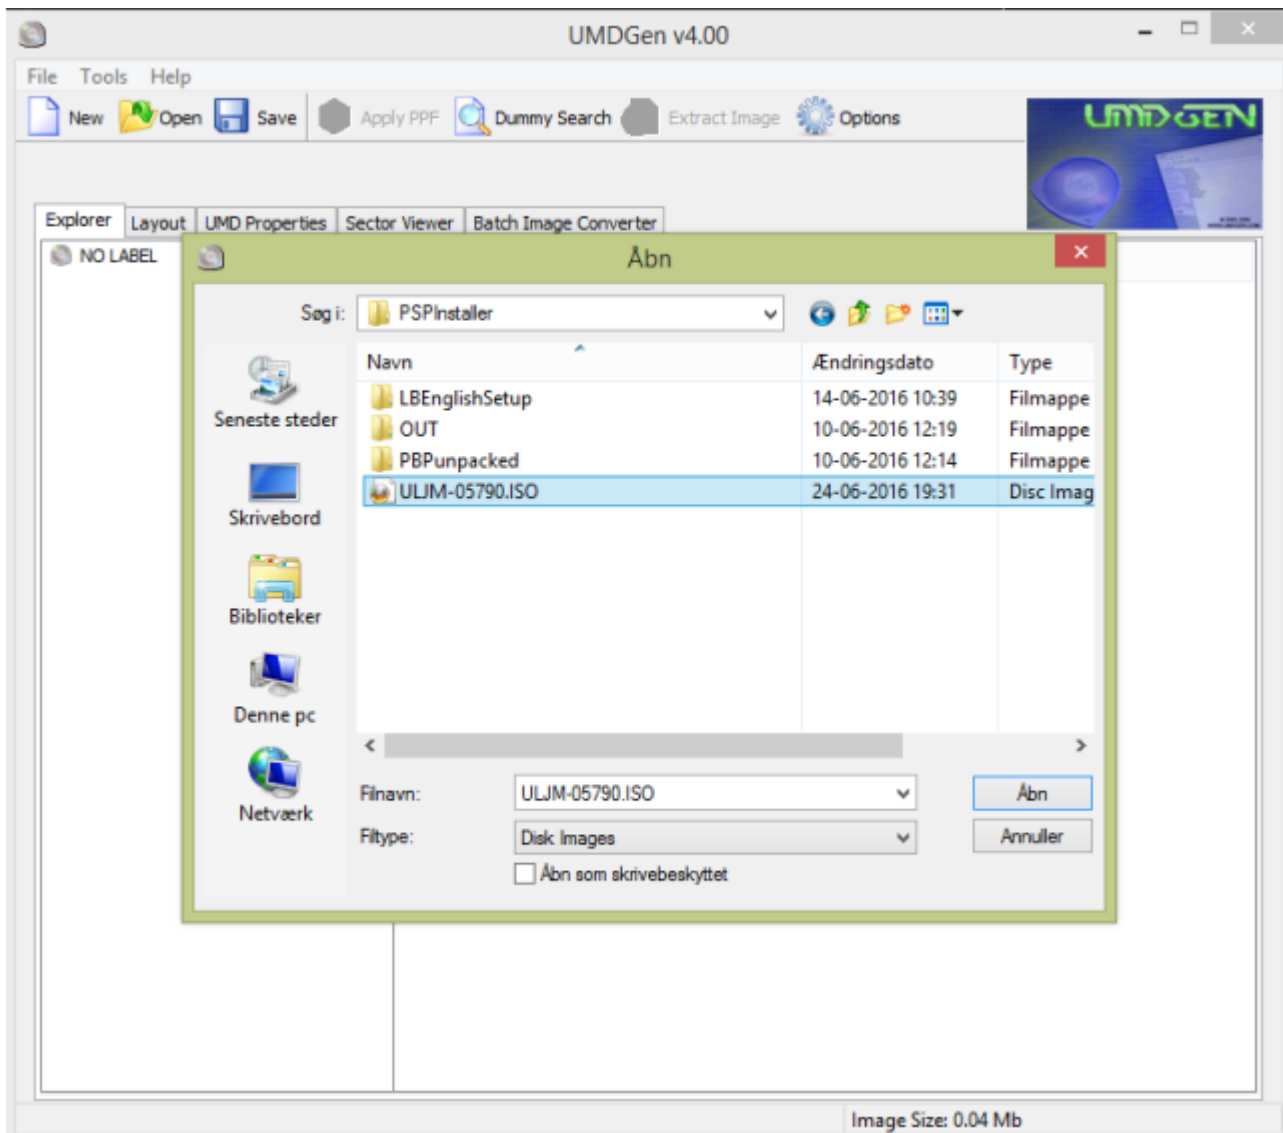 UMDGen v4.00
File Tools Help
New Open Save Apply PPF Dummy Search Extract Image Options
UMDGEN
Explorer Layout UMD Properties Sector Viewer Batch Image Converter
NO LABEL
Åbn
Søg i: PSPInstaller
Navn Ændringsdato Type
LBEnglishSetup 14-06-2016 10:39 Filmappe
OUT 10-06-2016 12:19 Filmappe
PBPunpacked 10-06-2016 12:14 Filmappe
ULJM-05790.ISO 24-06-2016 19:31 Disc Imag
Seneste steder
Skrivebord
Biblioteker
Denne pc
Netværk
Filnavn: ULJM-05790.ISO Åbn
Filtype: Disk Images Annuller
Åbn som skrivebeskyttet
Image Size: 0.04 Mb